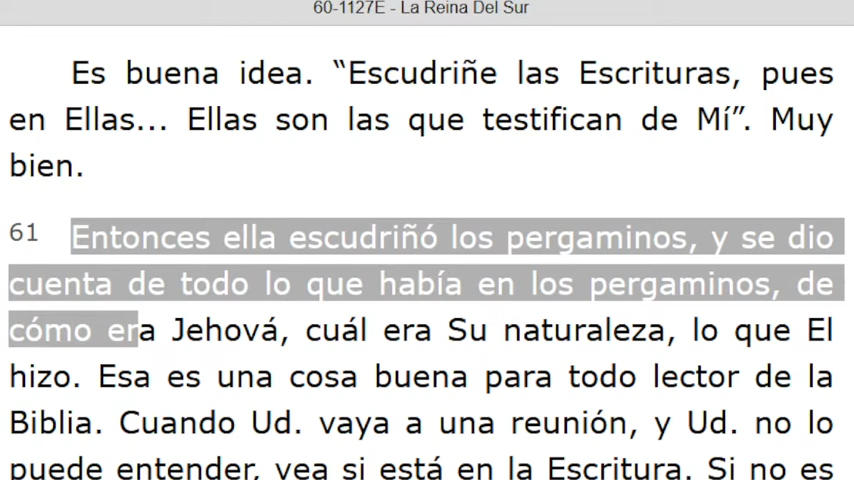 60-1127E - La Reina Del Sur
Es buena idea. “Escudriñe las Escrituras, pues
en Ellas... Ellas son las que testifican de Mí”. Muy
bien.
61 Entonces ella escudriñó los pergaminos, y se dio
cuenta de todo lo que había en los pergaminos, de
cómo era Jehová, cuál era Su naturaleza, lo que El
hizo. Esa es una cosa buena para todo lector de la
Biblia. Cuando Ud. vaya a una reunión, y Ud. no lo
puede entender, vea si está en la Escritura. Si no es